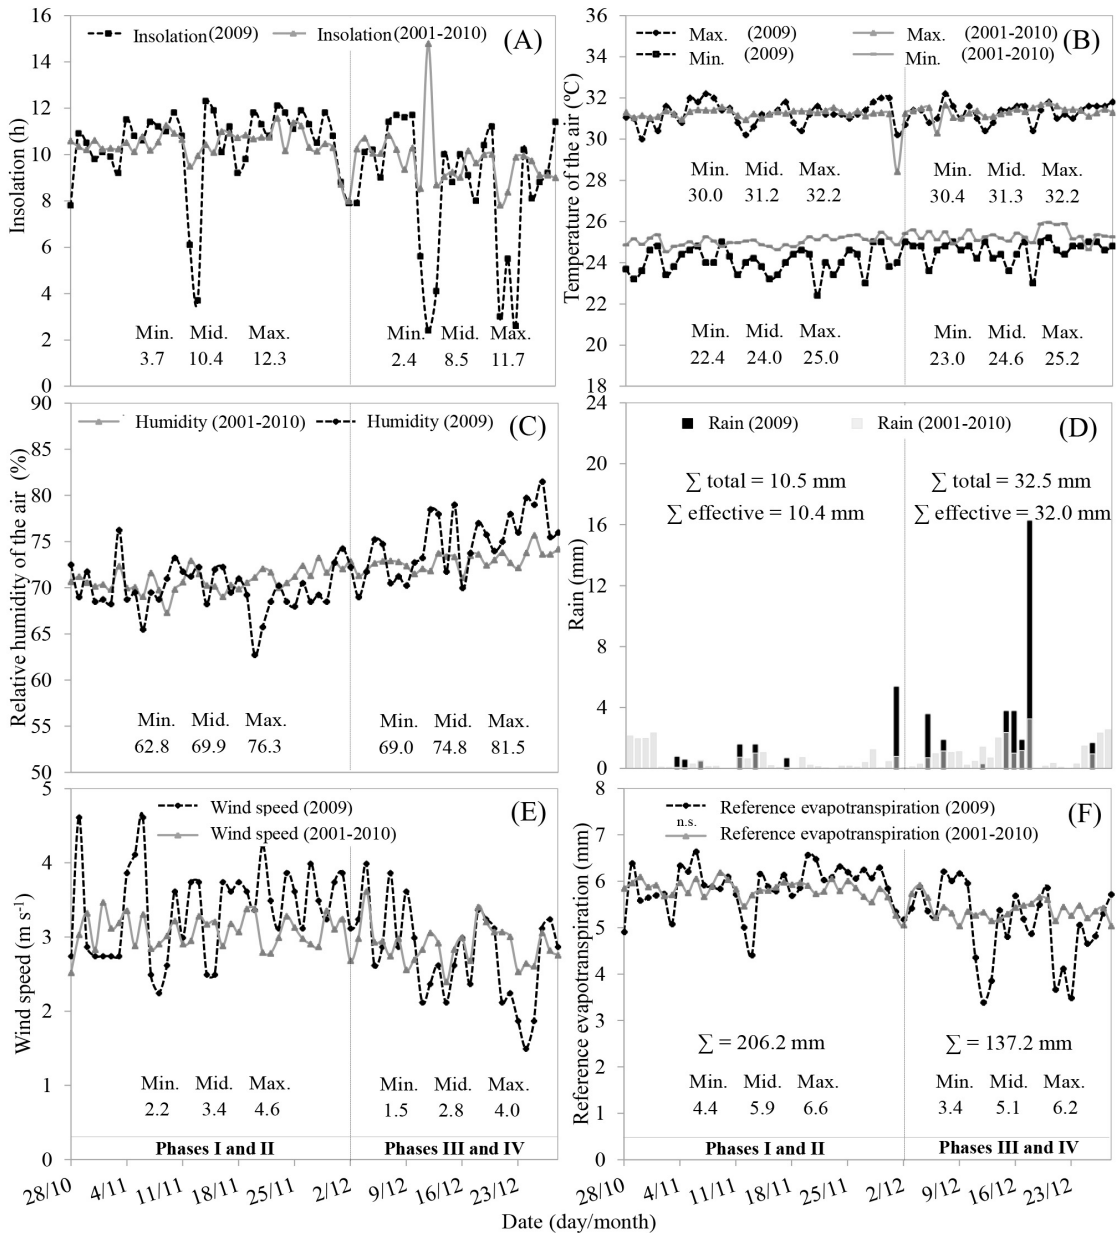 Insolation (2009) Insolation (2001-2010) (A)
Insolation (h)
16
14
12
10
8
6
4
2
0
Min. Mid. Max.
3.7 10.4 12.3
Min. Mid. Max.
2.4 8.5 11.7
Max. (2009) Max. (2001-2010) (B)
Min. (2009) Min. (2001-2010)
Temperature of the air (ºC)
36
34
32
30
28
26
24
22
20
18
Min. Mid. Max.
30.0 31.2 32.2
Min. Mid. Max.
30.4 31.3 32.2
Min. Mid. Max.
22.4 24.0 25.0
Min. Mid. Max.
23.0 24.6 25.2
Humidity (2001-2010) Humidity (2009) (C)
Relative humidity of the air (%)
90
85
80
75
70
65
60
55
50
Min. Mid. Max.
62.8 69.9 76.3
Min. Mid. Max.
69.0 74.8 81.5
Rain (2009) Rain (2001-2010) (D)
Rain (mm)
24
20
16
12
8
4
0
∑ total = 10.5 mm
∑ effective = 10.4 mm
∑ total = 32.5 mm
∑ effective = 32.0 mm
Wind speed (2009) (E)
Wind speed (2001-2010)
Wind speed (m s⁻¹)
5
4
3
2
1
0
Min. Mid. Max.
2.2 3.4 4.6
Min. Mid. Max.
1.5 2.8 4.0
Phases I and II Phases III and IV
28/10 4/11 11/11 18/11 25/11 2/12 9/12 16/12 23/12
Reference evapotranspiration (2009) (F)
n.s.
Reference evapotranspiration (2001-2010)
Reference evapotranspiration (mm)
8
7
6
5
4
3
2
1
0
∑ = 206.2 mm
∑ = 137.2 mm
Min. Mid. Max.
4.4 5.9 6.6
Min. Mid. Max.
3.4 5.1 6.2
Phases I and II Phases III and IV
28/10 4/11 11/11 18/11 25/11 2/12 9/12 16/12 23/12
Date (day/month)